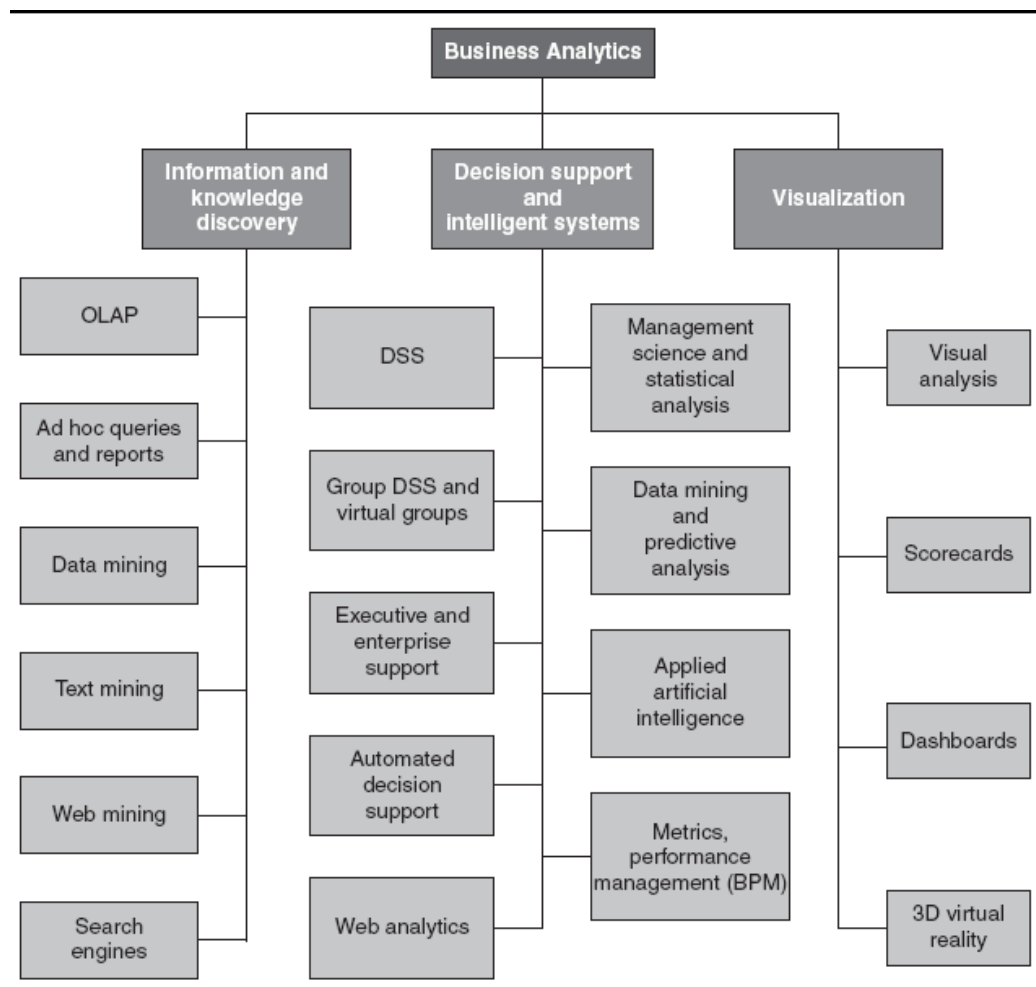 Business Analytics
Information and
knowledge
discovery
Decision support
and
intelligent systems
Visualization
OLAP
Ad hoc queries
and reports
Data mining
Text mining
Web mining
Search
engines
DSS
Group DSS and
virtual groups
Executive and
enterprise
support
Automated
decision
support
Web analytics
Management
science and
statistical
analysis
Data mining
and
predictive
analysis
Applied
artificial
intelligence
Metrics,
performance
management (BPM)
Visual
analysis
Scorecards
Dashboards
3D virtual
reality